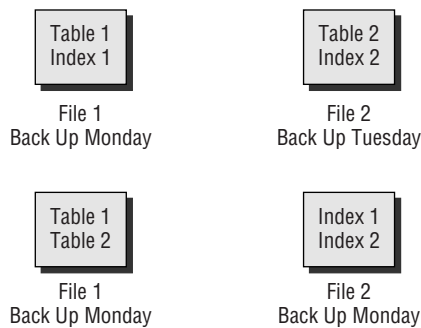 Table 1
Index 1
File 1
Back Up Monday
Table 2
Index 2
File 2
Back Up Tuesday
Table 1
Table 2
File 1
Back Up Monday
Index 1
Index 2
File 2
Back Up Monday